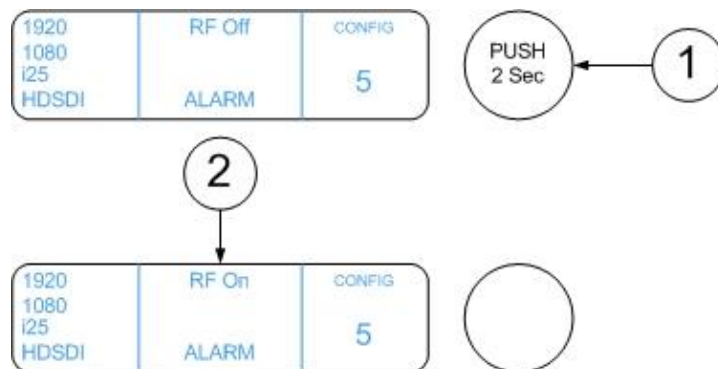 1920
1080
i25
HDSDI
RF Off
ALARM
CONFIG
5
PUSH
2 Sec
1
2
1920
1080
i25
HDSDI
RF On
ALARM
CONFIG
5